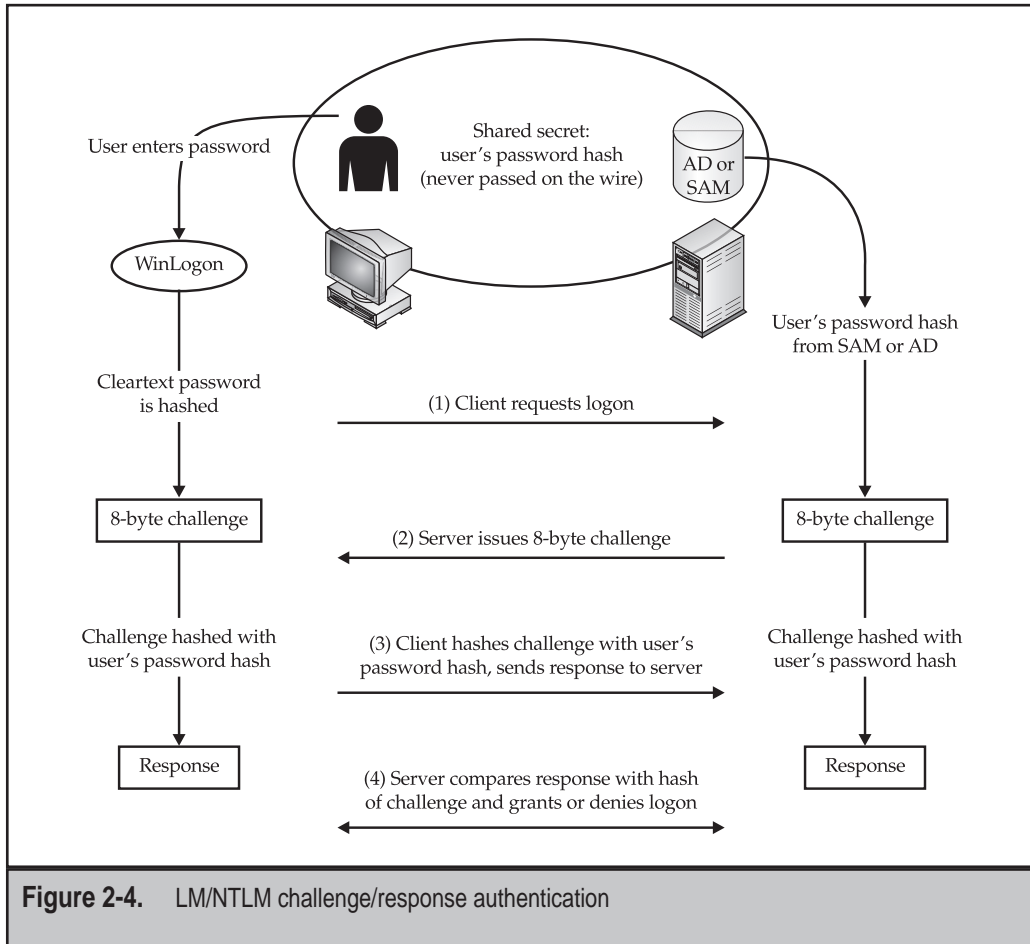 User enters password
Shared secret:
user's password hash
(never passed on the wire)
AD or
SAM
WinLogon
User's password hash
from SAM or AD
Cleartext password
is hashed
(1) Client requests logon
8-byte challenge
8-byte challenge
(2) Server issues 8-byte challenge
Challenge hashed with
user's password hash
(3) Client hashes challenge with user's
password hash, sends response to server
Challenge hashed with
user's password hash
Response
Response
(4) Server compares response with hash
of challenge and grants or denies logon
Figure 2-4. LM/NTLM challenge/response authentication